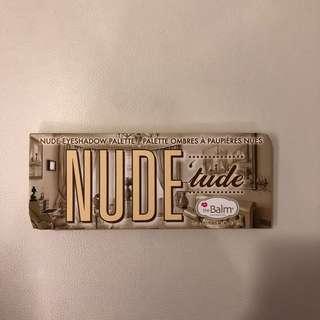 NUDE EYESHADOW PALETTE / PALETTE OMBRES À PAUPIÈRES NUES
NUDE 'tude
theBalm